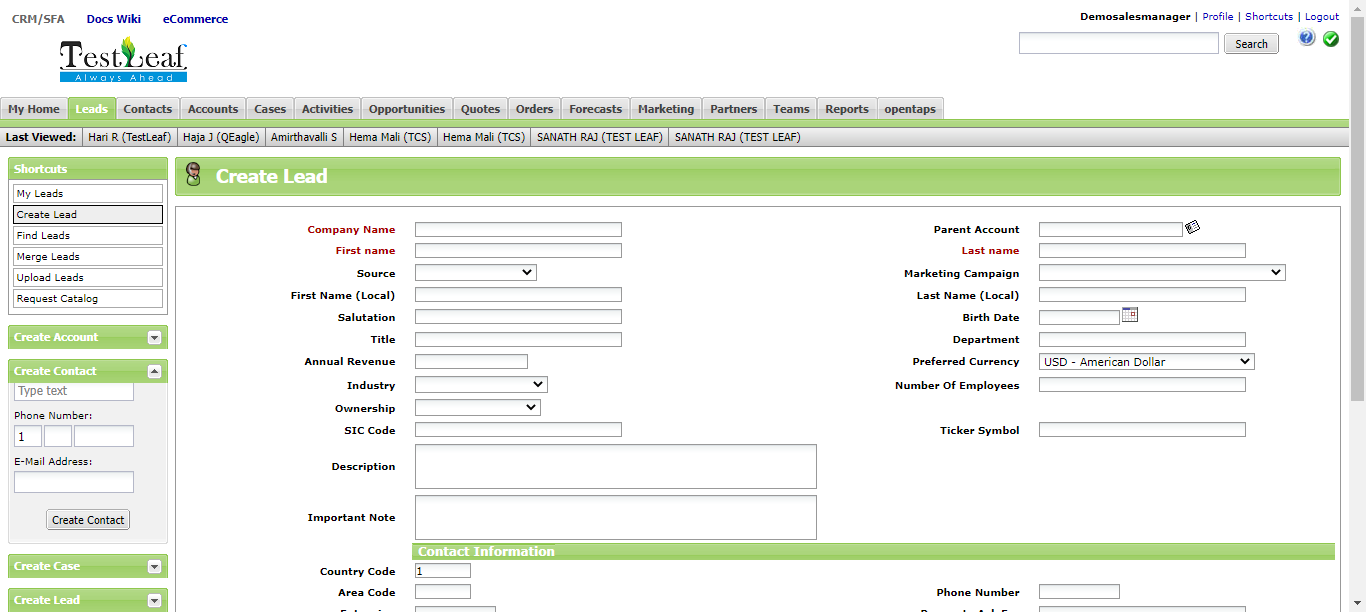 CRM/SFA Docs Wiki eCommerce
Demosalesmanager | Profile | Shortcuts | Logout
TestLeaf
Always Ahead
Search
My Home Leads Contacts Accounts Cases Activities Opportunities Quotes Orders Forecasts Marketing Partners Teams Reports opentaps
Last Viewed: Hari R (TestLeaf) Haja J (QEagle) Amirthavalli S Hema Mali (TCS) Hema Mali (TCS) SANATH RAJ (TEST LEAF) SANATH RAJ (TEST LEAF)
Shortcuts
My Leads
Create Lead
Find Leads
Merge Leads
Upload Leads
Request Catalog
Create Account
Create Contact
Type text
Phone Number:
1
E-Mail Address:
Create Contact
Create Case
Create Lead
Create Lead
Company Name Parent Account
First name Last name
Source Marketing Campaign
First Name (Local) Last Name (Local)
Salutation Birth Date
Title Department
Annual Revenue Preferred Currency USD - American Dollar
Industry Number Of Employees
Ownership
SIC Code Ticker Symbol
Description
Important Note
Contact Information
Country Code 1
Area Code Phone Number